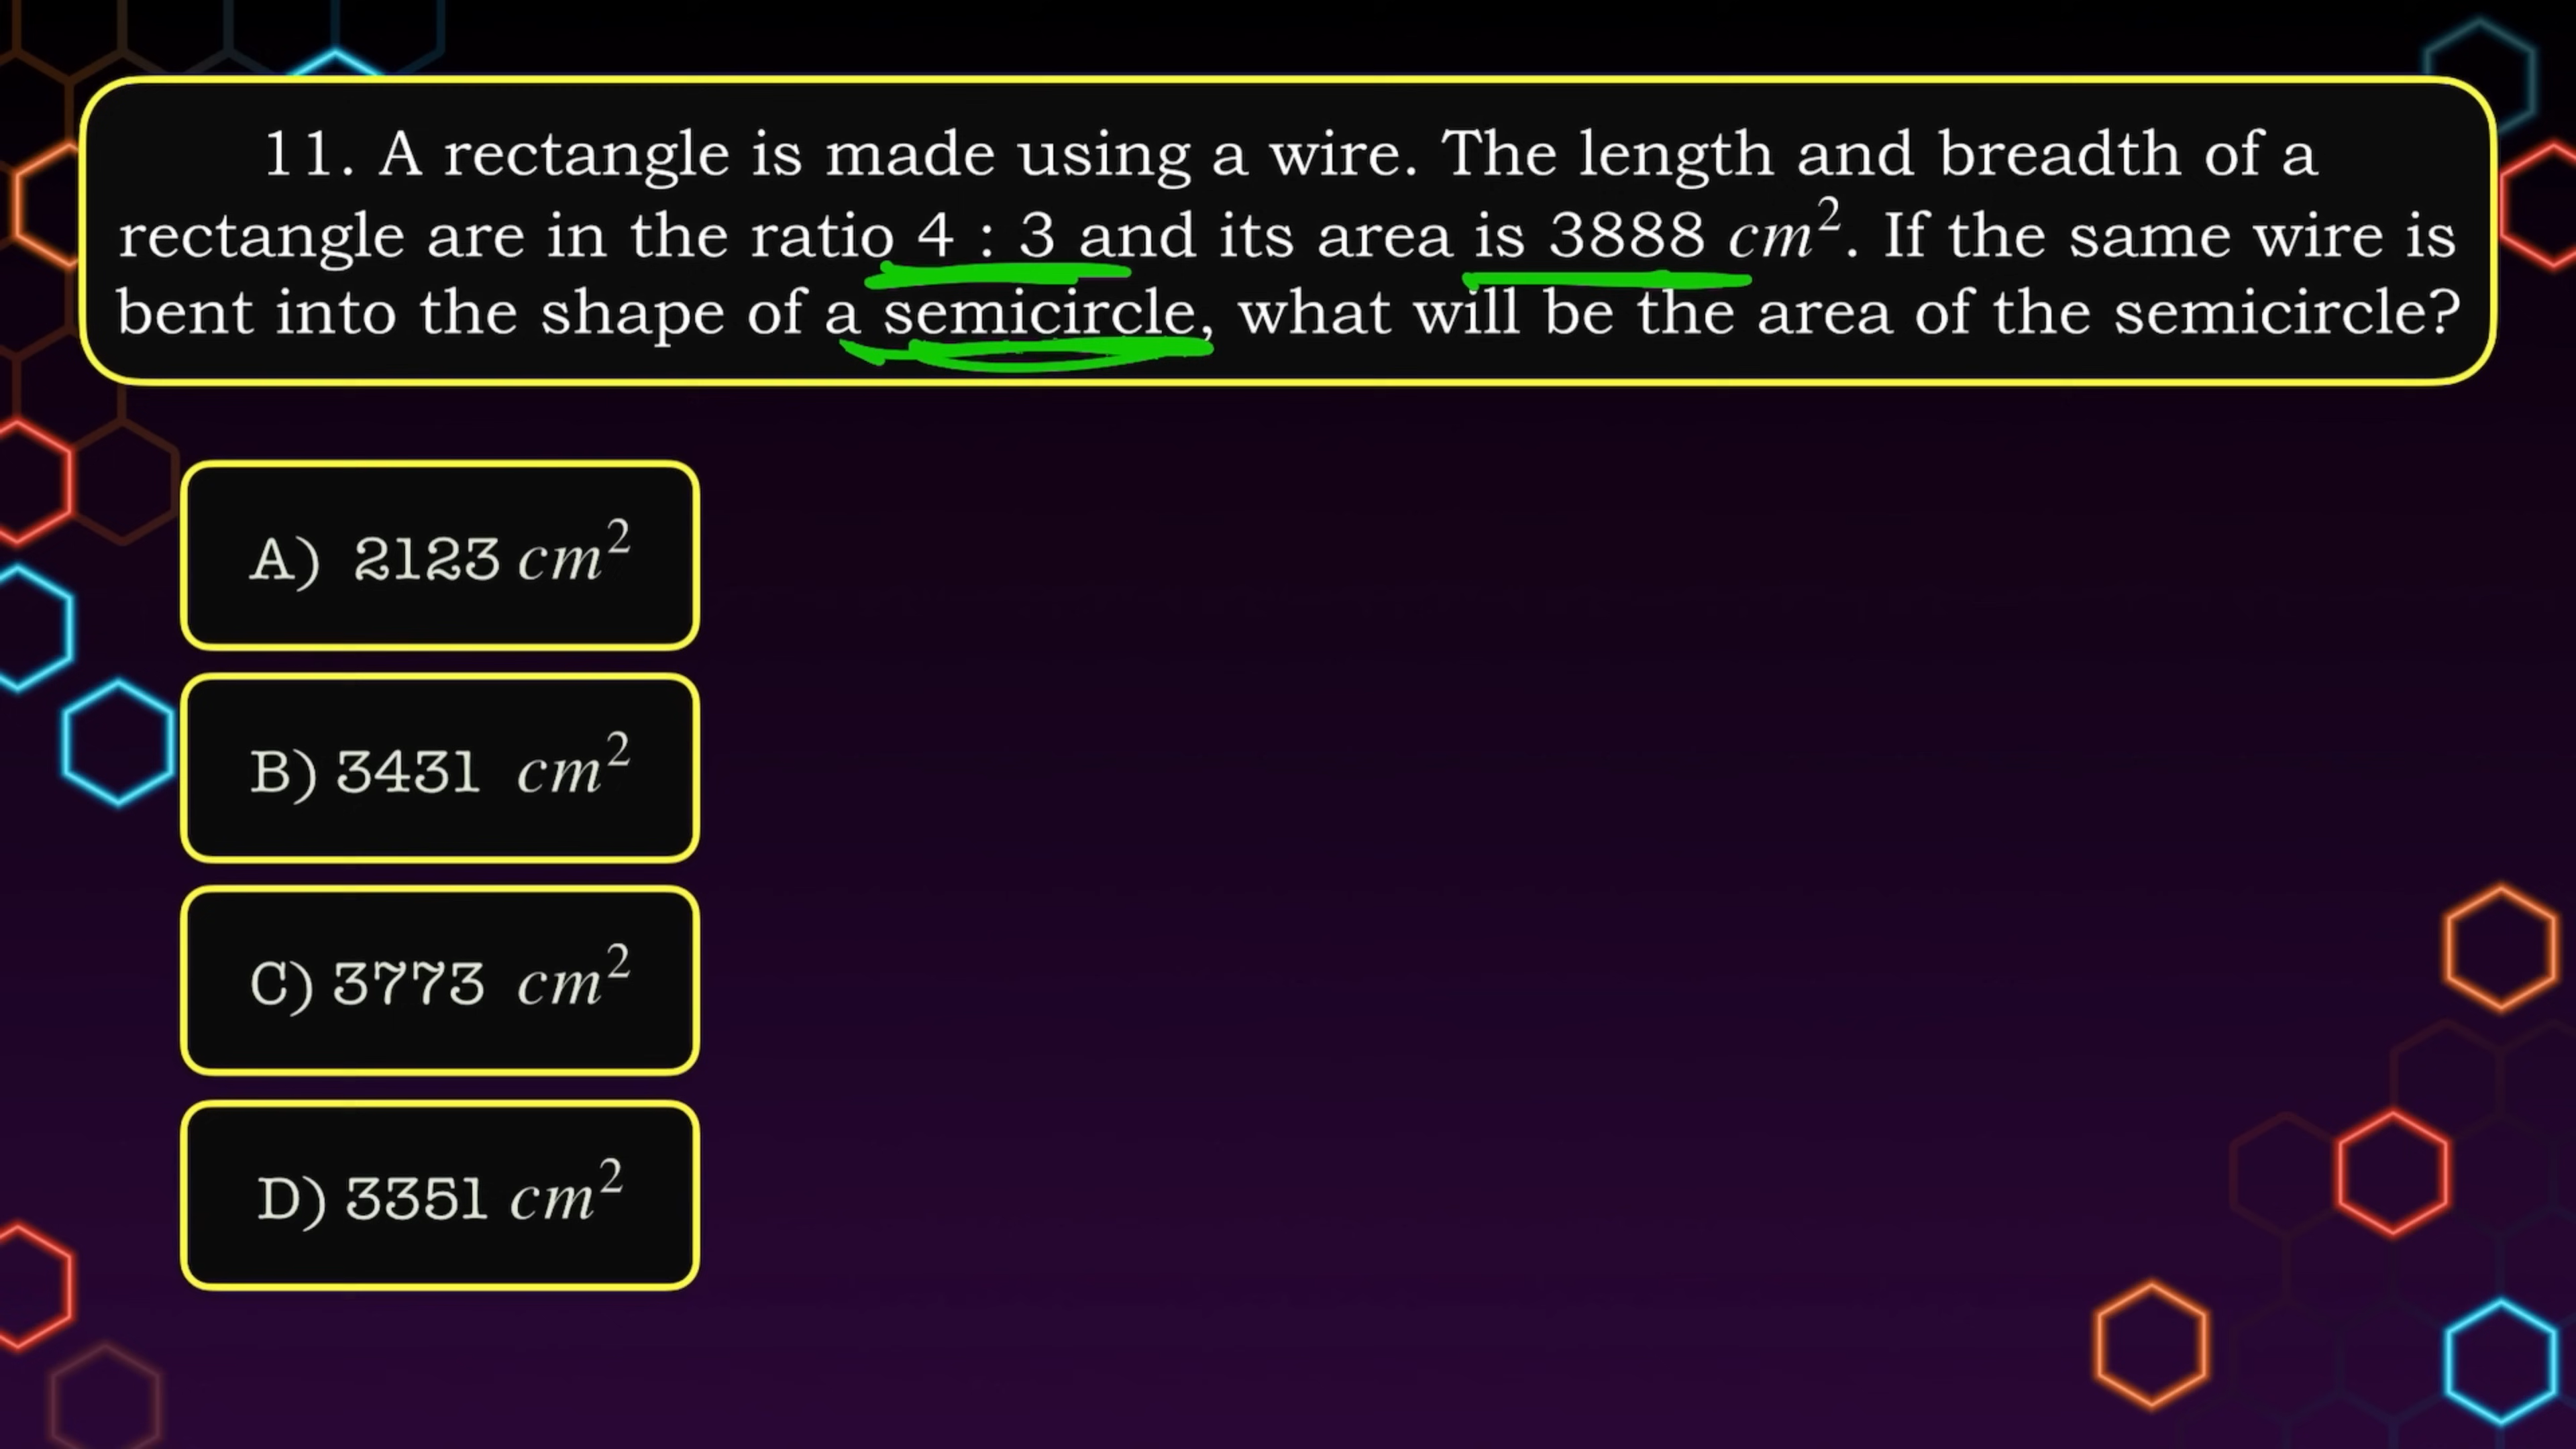 11. A rectangle is made using a wire. The length and breadth of a
rectangle are in the ratio 4 : 3 and its area is 3888 cm². If the same wire is
bent into the shape of a semicircle, what will be the area of the semicircle?
A) 2123 cm²
B) 3431 cm²
C) 3773 cm²
D) 3351 cm²